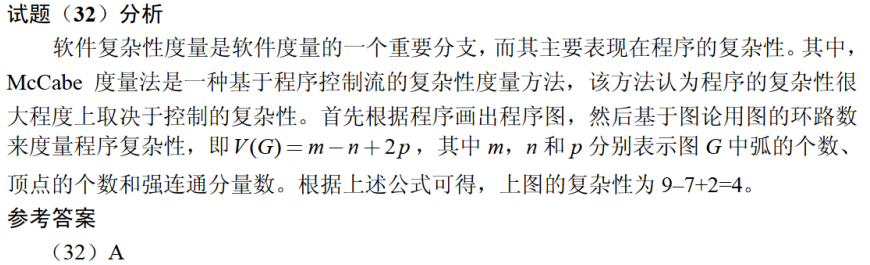 试题（32）分析
软件复杂性度量是软件度量的一个重要分支，而其主要表现在程序的复杂性。其中，
McCabe 度量法是一种基于程序控制流的复杂性度量方法，该方法认为程序的复杂性很
大程度上取决于控制的复杂性。首先根据程序画出程序图，然后基于图论用图的环路数
来度量程序复杂性，即 V(G) = m − n + 2p ，其中 m，n 和 p 分别表示图 G 中弧的个数、
顶点的个数和强连通分量数。根据上述公式可得，上图的复杂性为 9–7+2=4。
参考答案
（32）A